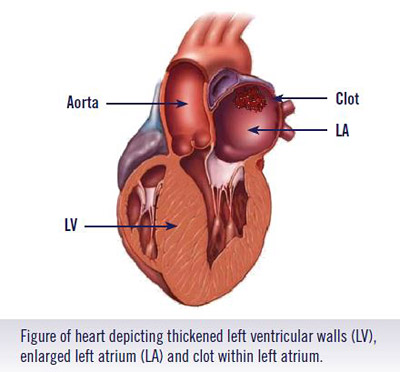 Aorta
Clot
LA
LV
Figure of heart depicting thickened left ventricular walls (LV),
enlarged left atrium (LA) and clot within left atrium.